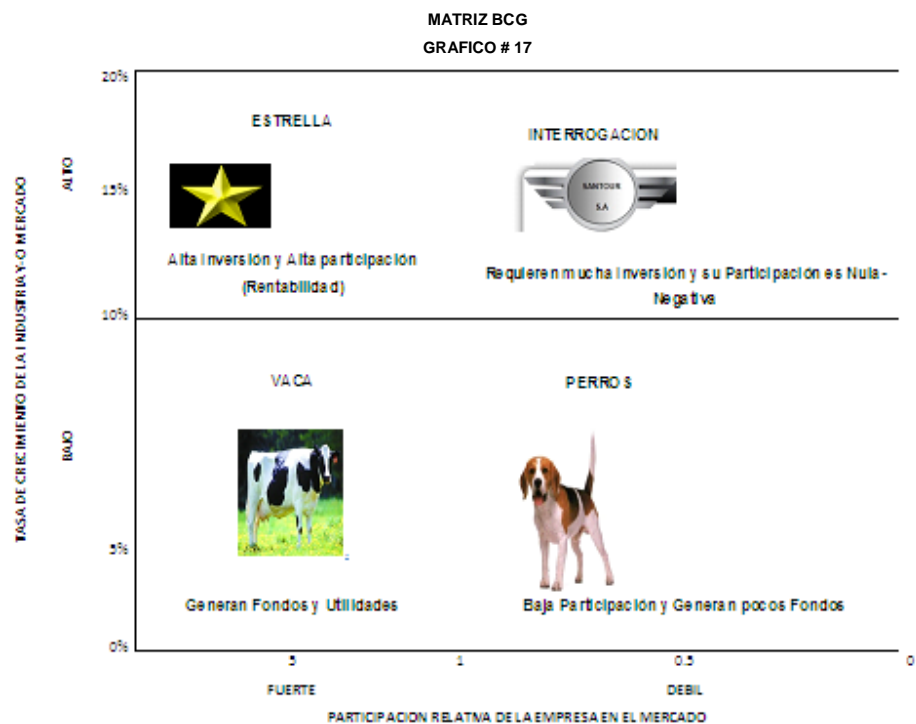 MATRIZ BCG
GRAFICO # 17
20%
ESTRELLA
INTERROGACION
ALTO
15%
SANTOUR
S.A
Alta Inversión y Alta participación
(Rentabilidad)
Requieren mucha Inversión y su Participación es Nula-
Negativa
10%
TASA DE CRECIMIENTO DE LA INDUSTRIA Y-O MERCADO
VACA
PERROS
BAJO
5%
Generan Fondos y Utilidades
Baja Participación y Generan pocos Fondos
0%
5
1
0.5
0
FUERTE
DEBIL
PARTICIPACION RELATIVA DE LA EMPRESA EN EL MERCADO